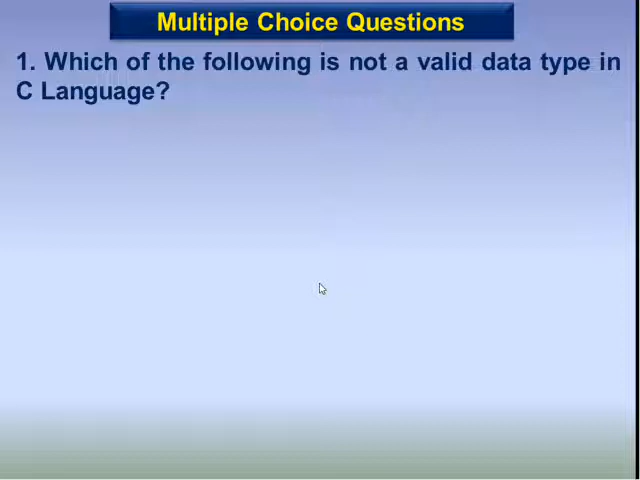 Multiple Choice Questions
1. Which of the following is not a valid data type in
C Language?